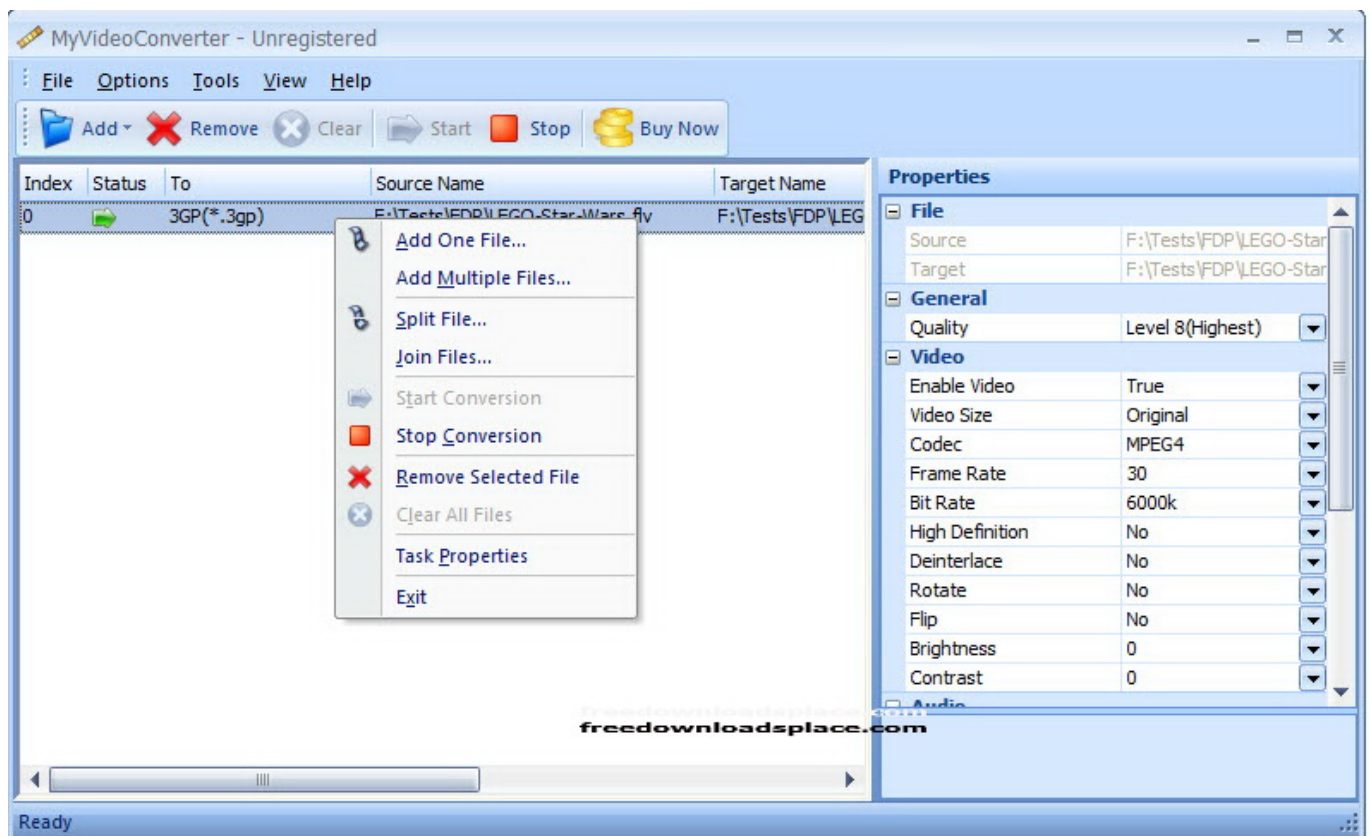 MyVideoConverter - Unregistered
File Options Tools View Help
Add Remove Clear Start Stop Buy Now
Index Status To Source Name Target Name
0 3GP(*.3gp) F:\Tests\FDP\LEGO-Star-Wars.flv F:\Tests\FDP\LEG
Add One File...
Add Multiple Files...
Split File...
Join Files...
Start Conversion
Stop Conversion
Remove Selected File
Clear All Files
Task Properties
Exit
Properties
File
Source F:\Tests\FDP\LEGO-Star
Target F:\Tests\FDP\LEGO-Star
General
Quality Level 8(Highest)
Video
Enable Video True
Video Size Original
Codec MPEG4
Frame Rate 30
Bit Rate 6000k
High Definition No
Deinterlace No
Rotate No
Flip No
Brightness 0
Contrast 0
Audio
freedownloadsplace.com
freedownloadsplace.com
Ready